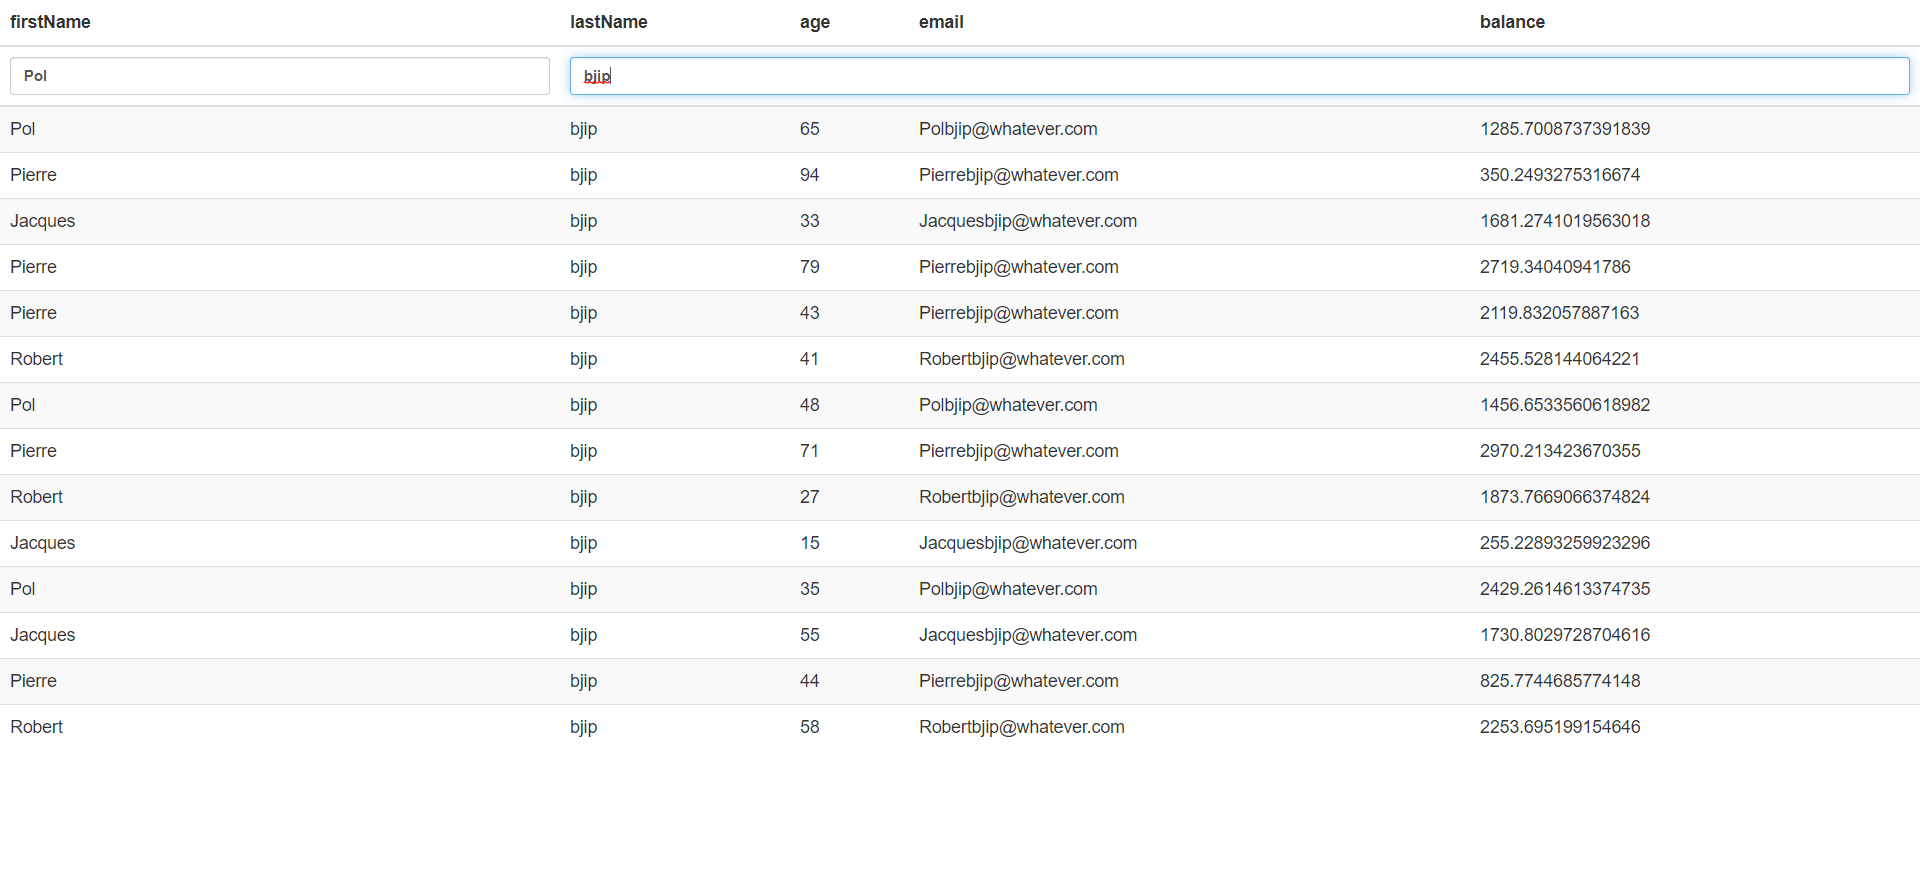 firstName lastName age email balance
Pol bjip
Pol bjip 65 Polbjip@whatever.com 1285.7008737391839
Pierre bjip 94 Pierrebjip@whatever.com 350.2493275316674
Jacques bjip 33 Jacquesbjip@whatever.com 1681.2741019563018
Pierre bjip 79 Pierrebjip@whatever.com 2719.34040941786
Pierre bjip 43 Pierrebjip@whatever.com 2119.832057887163
Robert bjip 41 Robertbjip@whatever.com 2455.528144064221
Pol bjip 48 Polbjip@whatever.com 1456.6533560618982
Pierre bjip 71 Pierrebjip@whatever.com 2970.213423670355
Robert bjip 27 Robertbjip@whatever.com 1873.7669066374824
Jacques bjip 15 Jacquesbjip@whatever.com 255.22893259923296
Pol bjip 35 Polbjip@whatever.com 2429.2614613374735
Jacques bjip 55 Jacquesbjip@whatever.com 1730.8029728704616
Pierre bjip 44 Pierrebjip@whatever.com 825.7744685774148
Robert bjip 58 Robertbjip@whatever.com 2253.695199154646